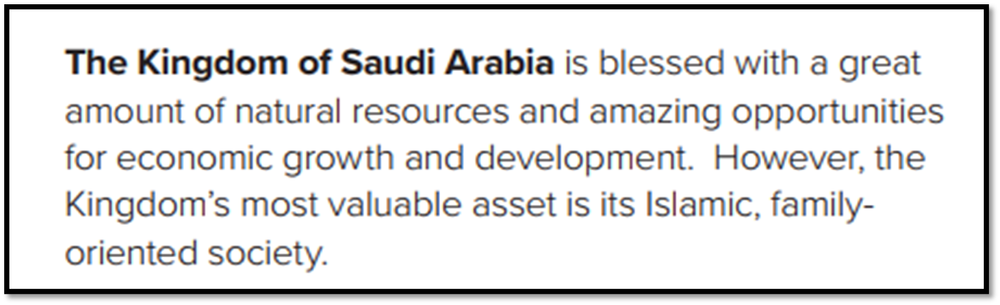 The Kingdom of Saudi Arabia is blessed with a great
amount of natural resources and amazing opportunities
for economic growth and development.  However, the
Kingdom’s most valuable asset is its Islamic, family-
oriented society.